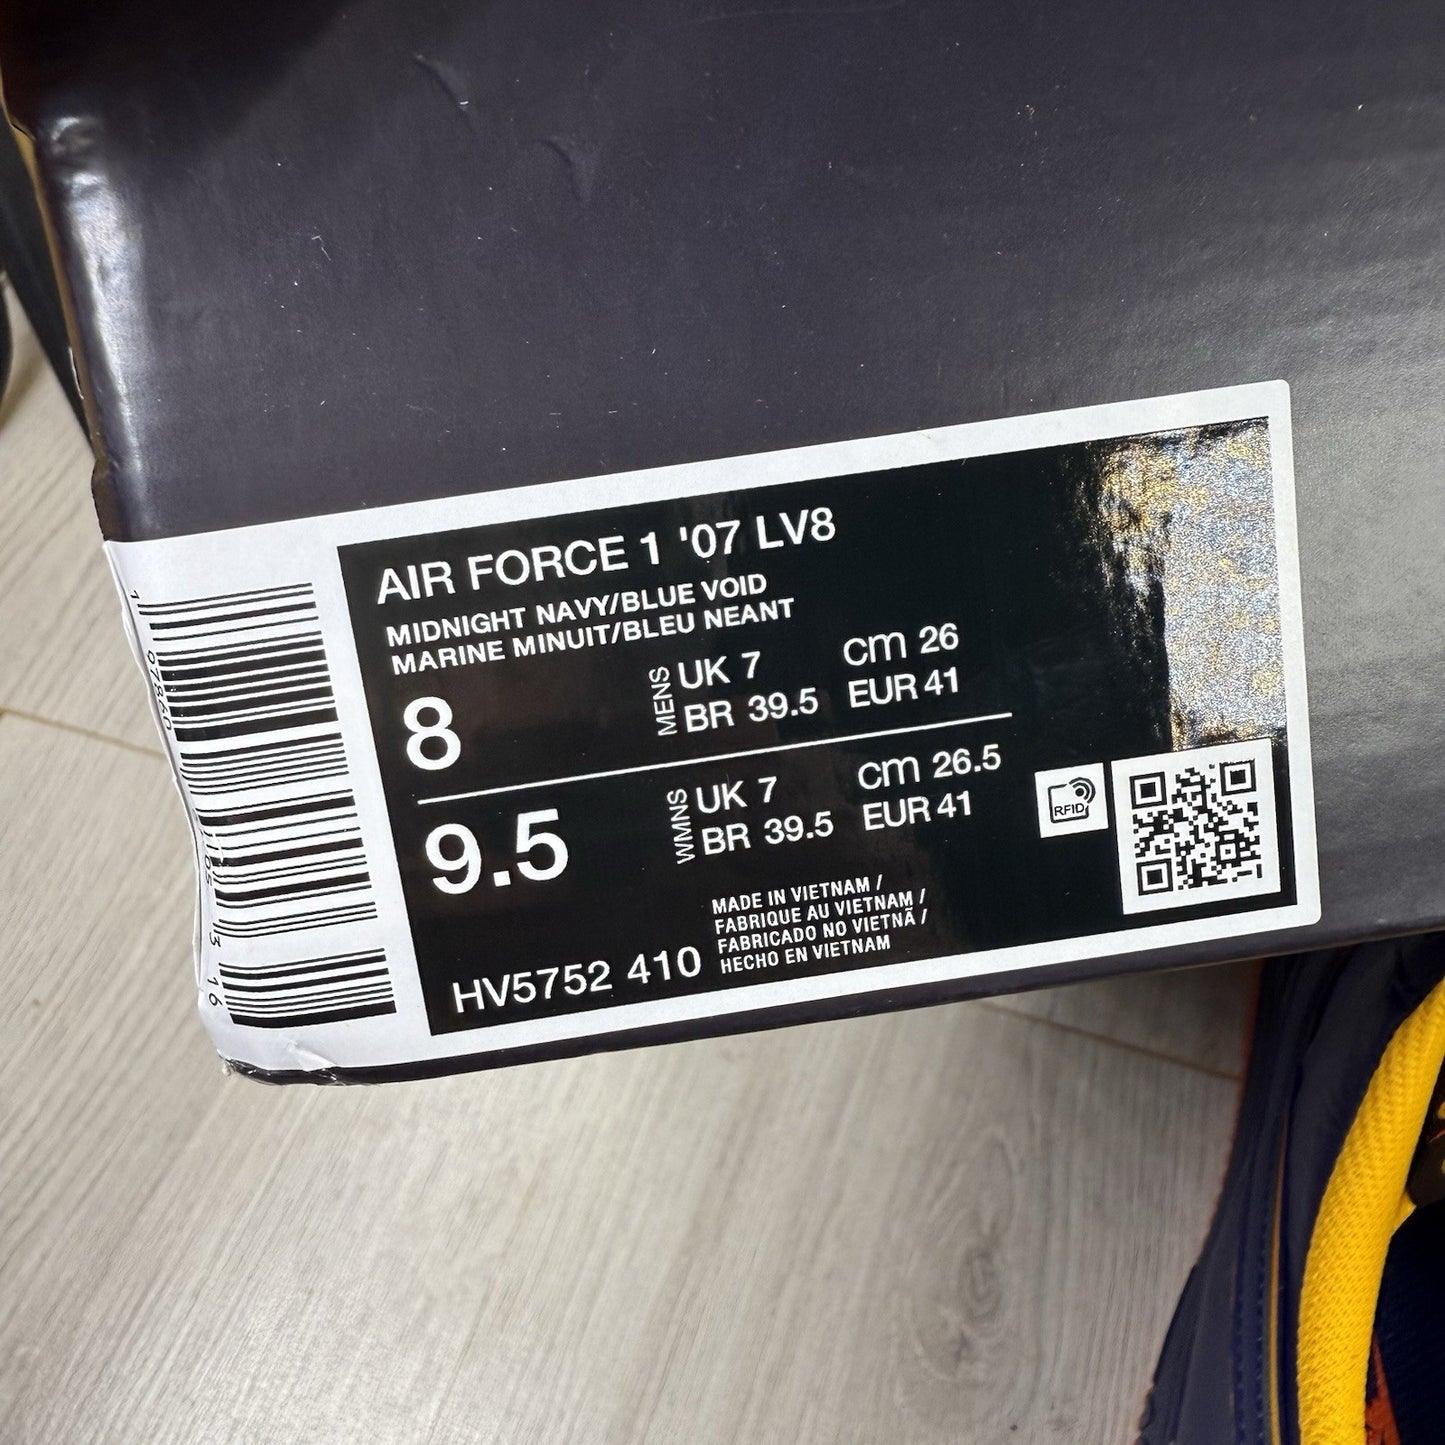 AIR FORCE 1 '07 LV8
MIDNIGHT NAVY/BLUE VOID
MARINE MINUIT/BLEU NEANT
8
MENS
UK 7
cm 26
BR 39.5
EUR 41
9.5
WMNS
UK 7
cm 26.5
BR 39.5
EUR 41
RFID
HV5752 410
MADE IN VIETNAM /
FABRIQUE AU VIETNAM /
FABRICADO NO VIETNÃ /
HECHO EN VIETNAM